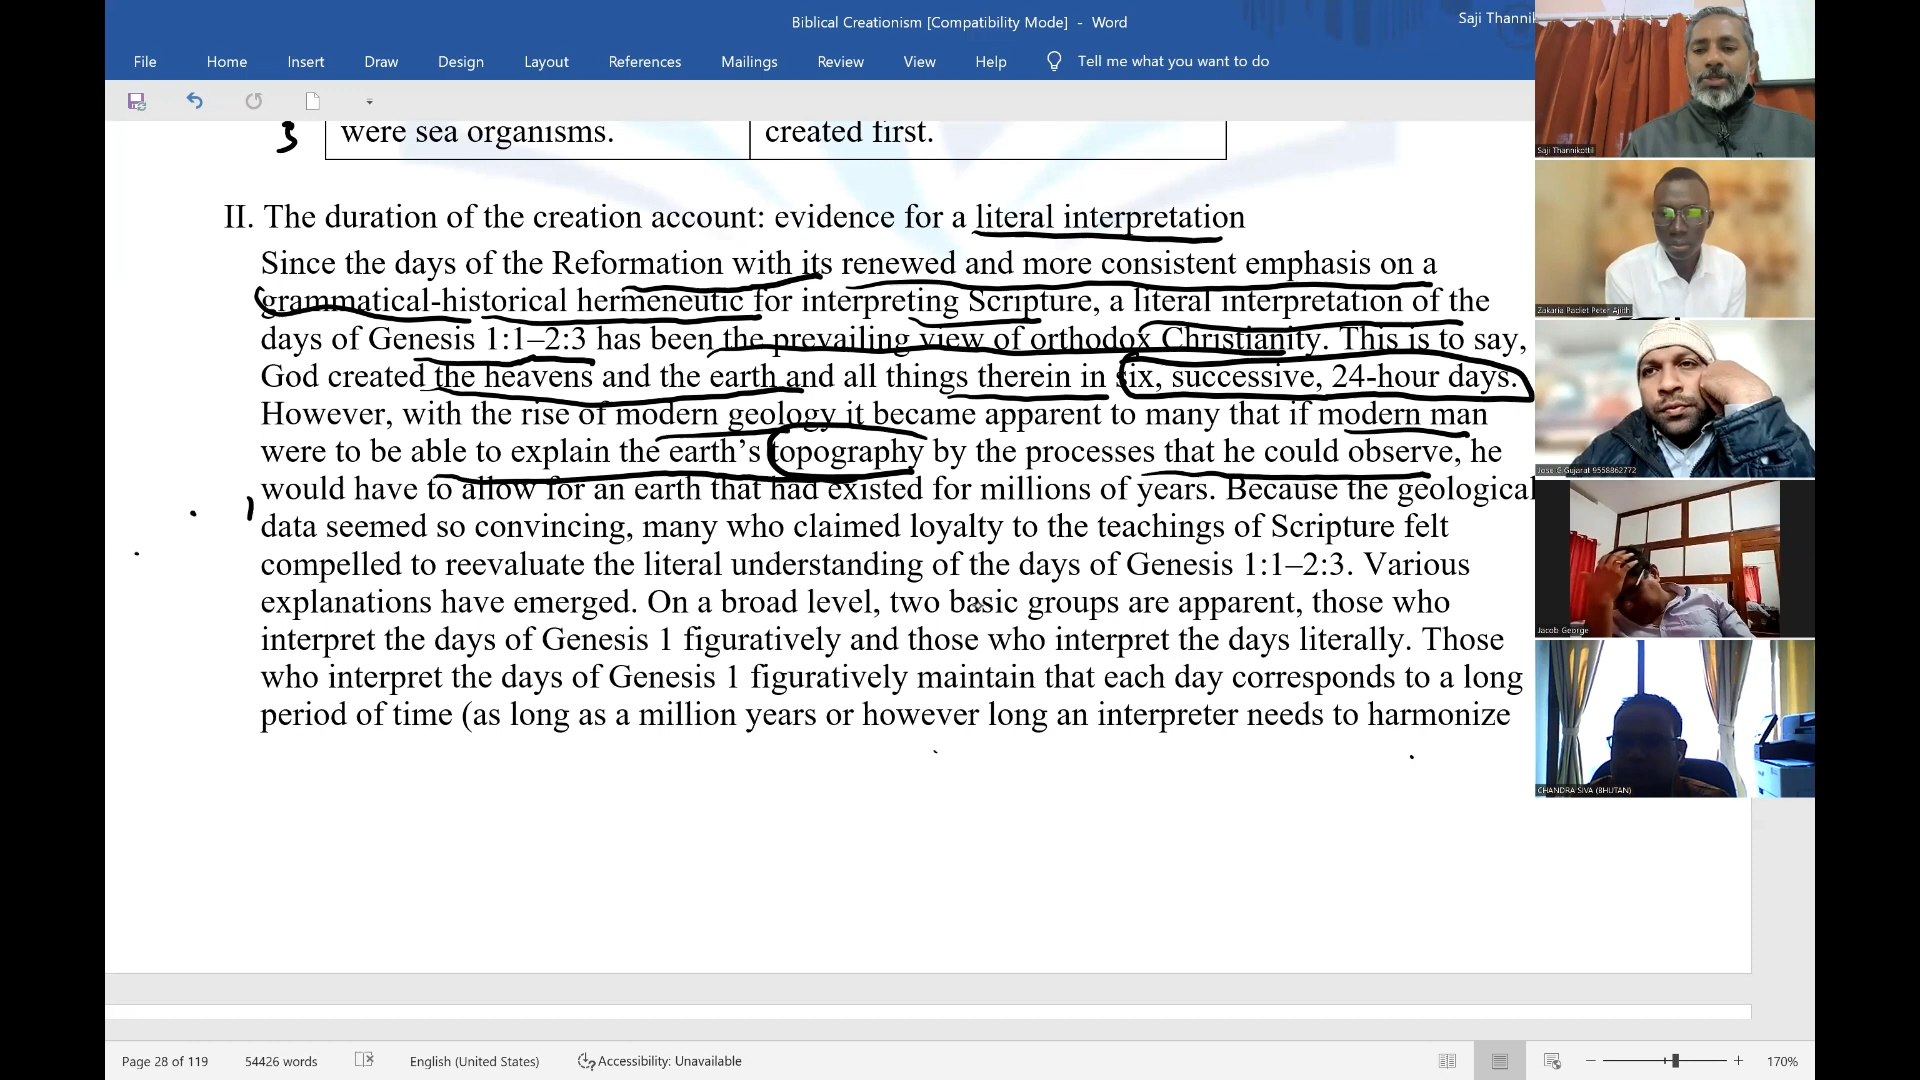 Biblical Creationism [Compatibility Mode] - Word
Saji Thannik
File Home Insert Draw Design Layout References Mailings Review View Help Tell me what you want to do
3
were sea organisms. created first.
II. The duration of the creation account: evidence for a literal interpretation
Since the days of the Reformation with its renewed and more consistent emphasis on a
grammatical-historical hermeneutic for interpreting Scripture, a literal interpretation of the
days of Genesis 1:1–2:3 has been the prevailing view of orthodox Christianity. This is to say,
God created the heavens and the earth and all things therein in six, successive, 24-hour days.
However, with the rise of modern geology it became apparent to many that if modern man
were to be able to explain the earth’s topography by the processes that he could observe, he
would have to allow for an earth that had existed for millions of years. Because the geological
data seemed so convincing, many who claimed loyalty to the teachings of Scripture felt
compelled to reevaluate the literal understanding of the days of Genesis 1:1–2:3. Various
explanations have emerged. On a broad level, two basic groups are apparent, those who
interpret the days of Genesis 1 figuratively and those who interpret the days literally. Those
who interpret the days of Genesis 1 figuratively maintain that each day corresponds to a long
period of time (as long as a million years or however long an interpreter needs to harmonize
Saji Thannikottil
Zakaria Padiet Peter Ajiith
Jose G Gujarat 9558862772
Jacob George
CHANDRA SIVA (BHUTAN)
Page 28 of 119 54426 words English (United States) Accessibility: Unavailable 170%